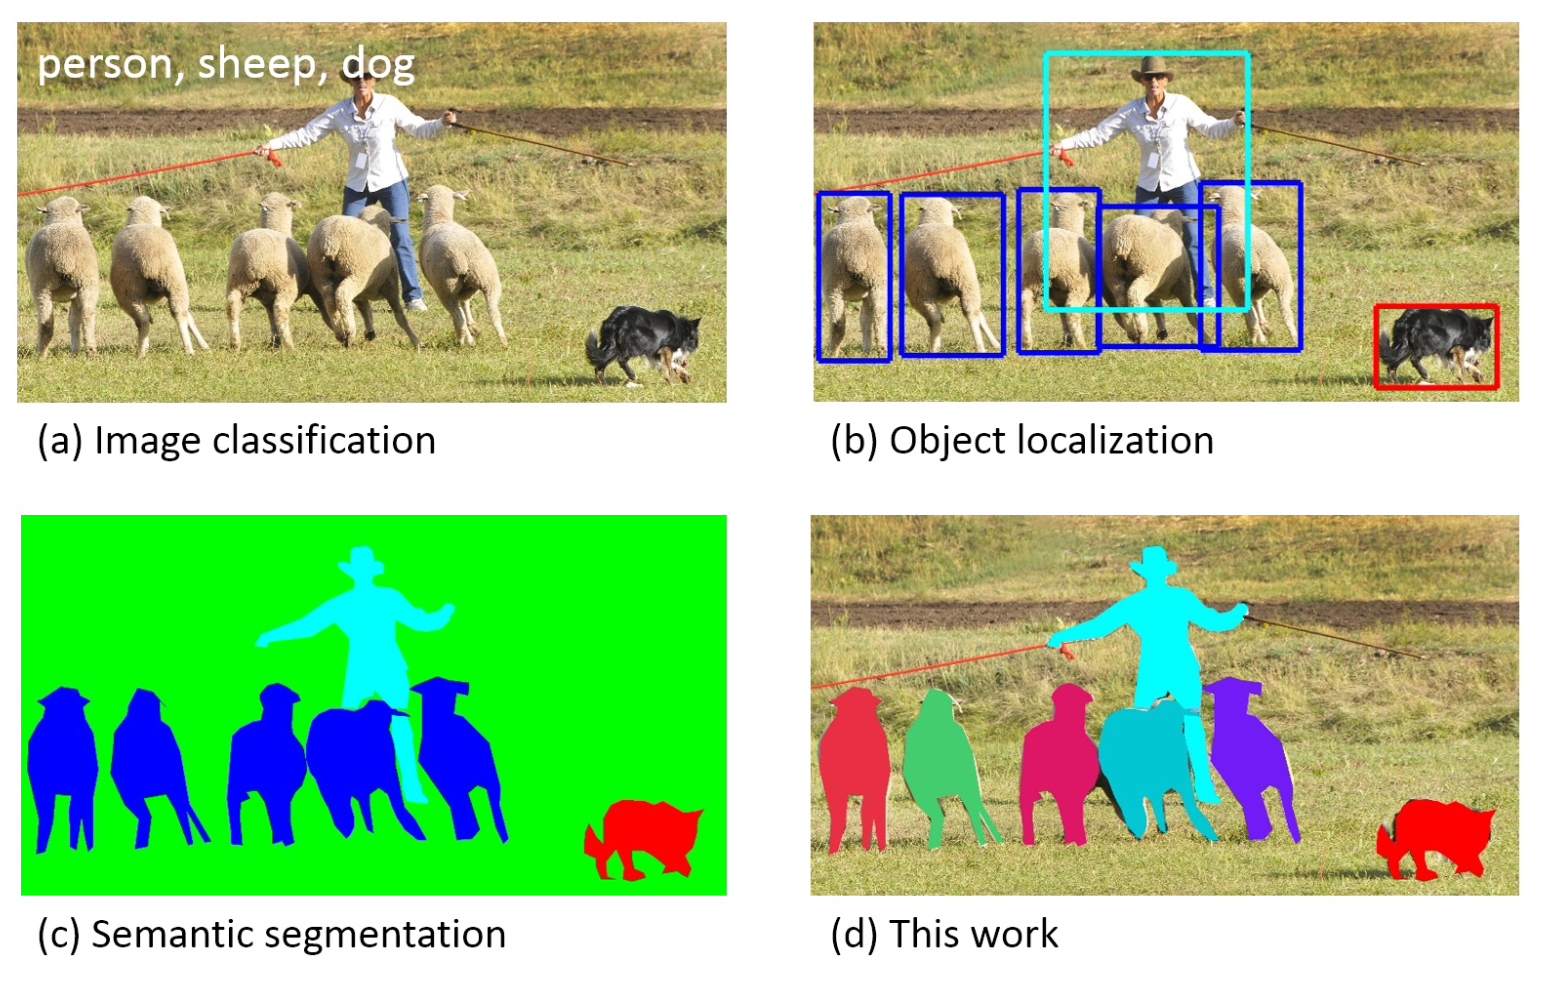 person, sheep, dog
(a) Image classification
(b) Object localization
(c) Semantic segmentation
(d) This work